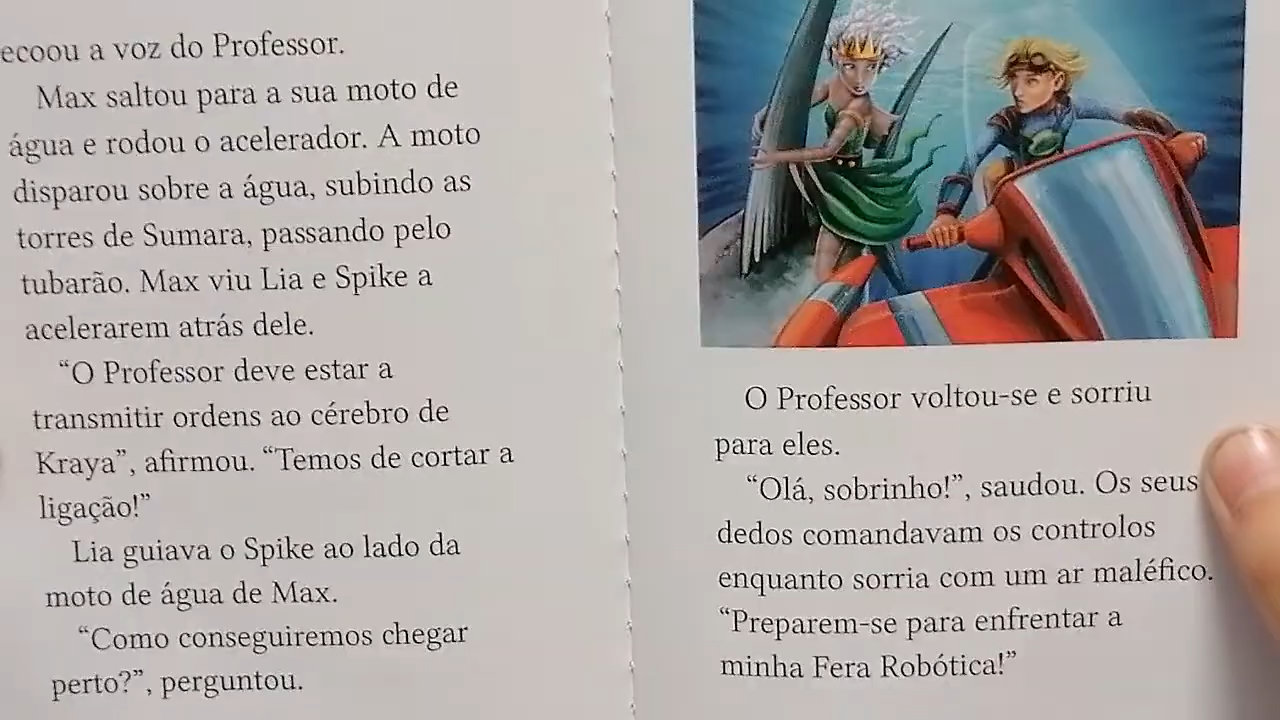 ecoou a voz do Professor.
Max saltou para a sua moto de
água e rodou o acelerador. A moto
disparou sobre a água, subindo as
torres de Sumara, passando pelo
tubarão. Max viu Lia e Spike a
acelerarem atrás dele.
“O Professor deve estar a
transmitir ordens ao cérebro de
Kraya”, afirmou. “Temos de cortar a
ligação!”
Lia guiava o Spike ao lado da
moto de água de Max.
“Como conseguiremos chegar
perto?”, perguntou.
O Professor voltou-se e sorriu
para eles.
“Olá, sobrinho!”, saudou. Os seus
dedos comandavam os controlos
enquanto sorria com um ar maléfico.
“Preparem-se para enfrentar a
minha Fera Robótica!”